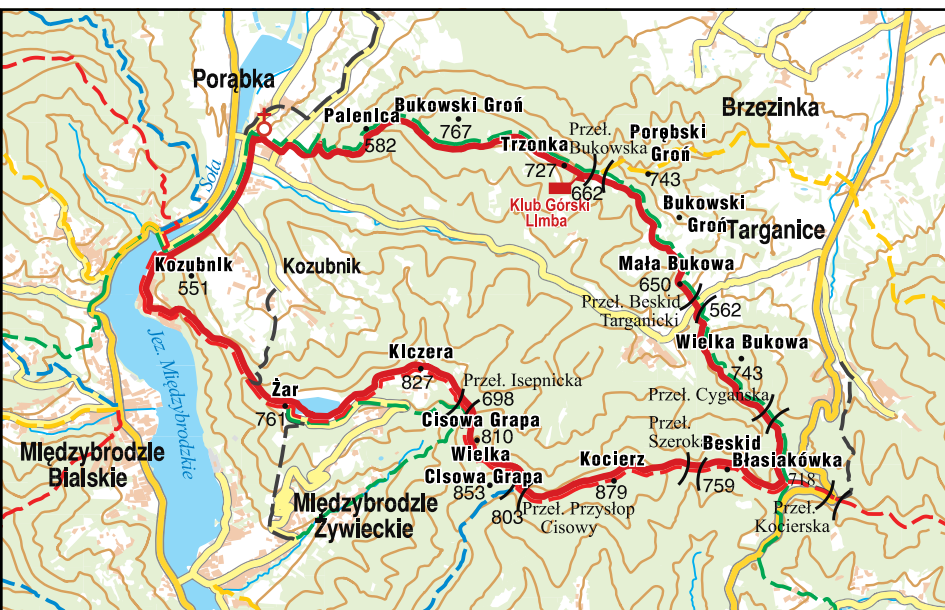 Porąbka
Palenica
582
Bukowski Groń
767
Brzezinka
Trzonka
727
Przeł.
Bukowska
662
Porębski
Groń
743
Klub Górski
LImba
Bukowski
Groń
Targanice
Soła
KozubnIk
551
Kozubnik
Mała Bukowa
650
Przeł. Beskid
Targanicki
562
Wielka Bukowa
743
Jez. Międzybrodzkie
KIczera
827
Przeł. Isepnicka
698
Żar
761
Przeł. Cygańska
Cisowa Grapa
810
Wielka
CIsowa Grapa
853
Przeł.
Szeroka
Beskid
759
Błasiakówka
718
Kocierz
879
MIędzybrodzle
Bialskie
MIędzybrodzle
Żywieckie
803
Przeł. Przysłop
Cisowy
Przeł.
Kocierska